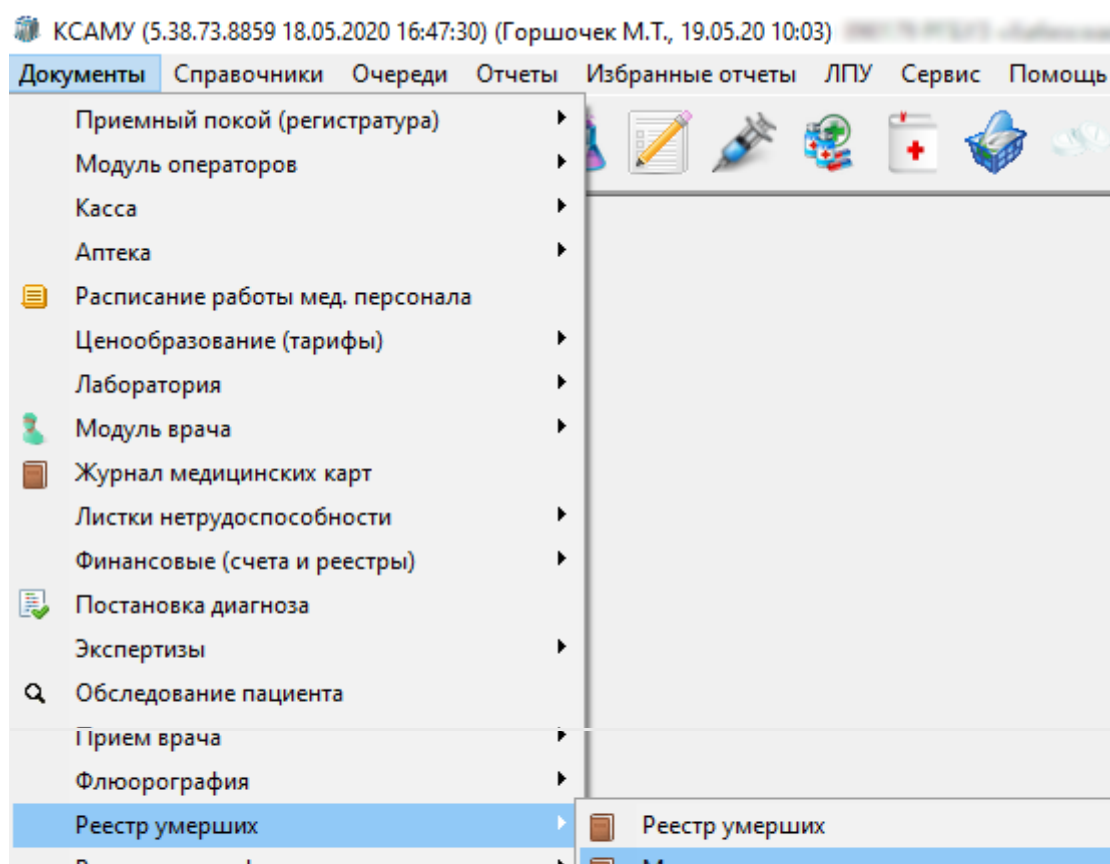 КСАМУ (5.38.73.8859 18.05.2020 16:47:30) (Горшочек М.Т., 19.05.20 10:03)
Документы Справочники Очереди Отчеты Избранные отчеты ЛПУ Сервис Помощь
Приемный покой (регистратура)
Модуль операторов
Касса
Аптека
Расписание работы мед. персонала
Ценообразование (тарифы)
Лаборатория
Модуль врача
Журнал медицинских карт
Листки нетрудоспособности
Финансовые (счета и реестры)
Постановка диагноза
Экспертизы
Обследование пациента
Прием врача
Флюорография
Реестр умерших Реестр умерших